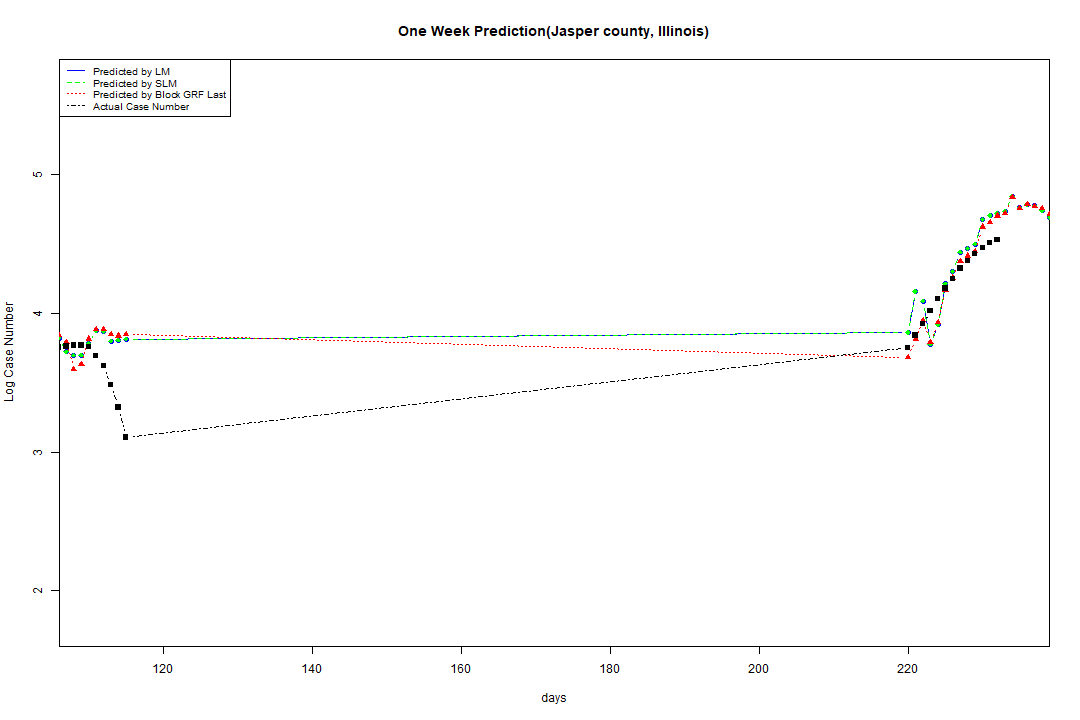 One Week Prediction(Jasper county, Illinois)
Predicted by LM
Predicted by SLM
Predicted by Block GRF Last
Actual Case Number
5
4
3
2
Log Case Number
120 140 160 180 200 220
days